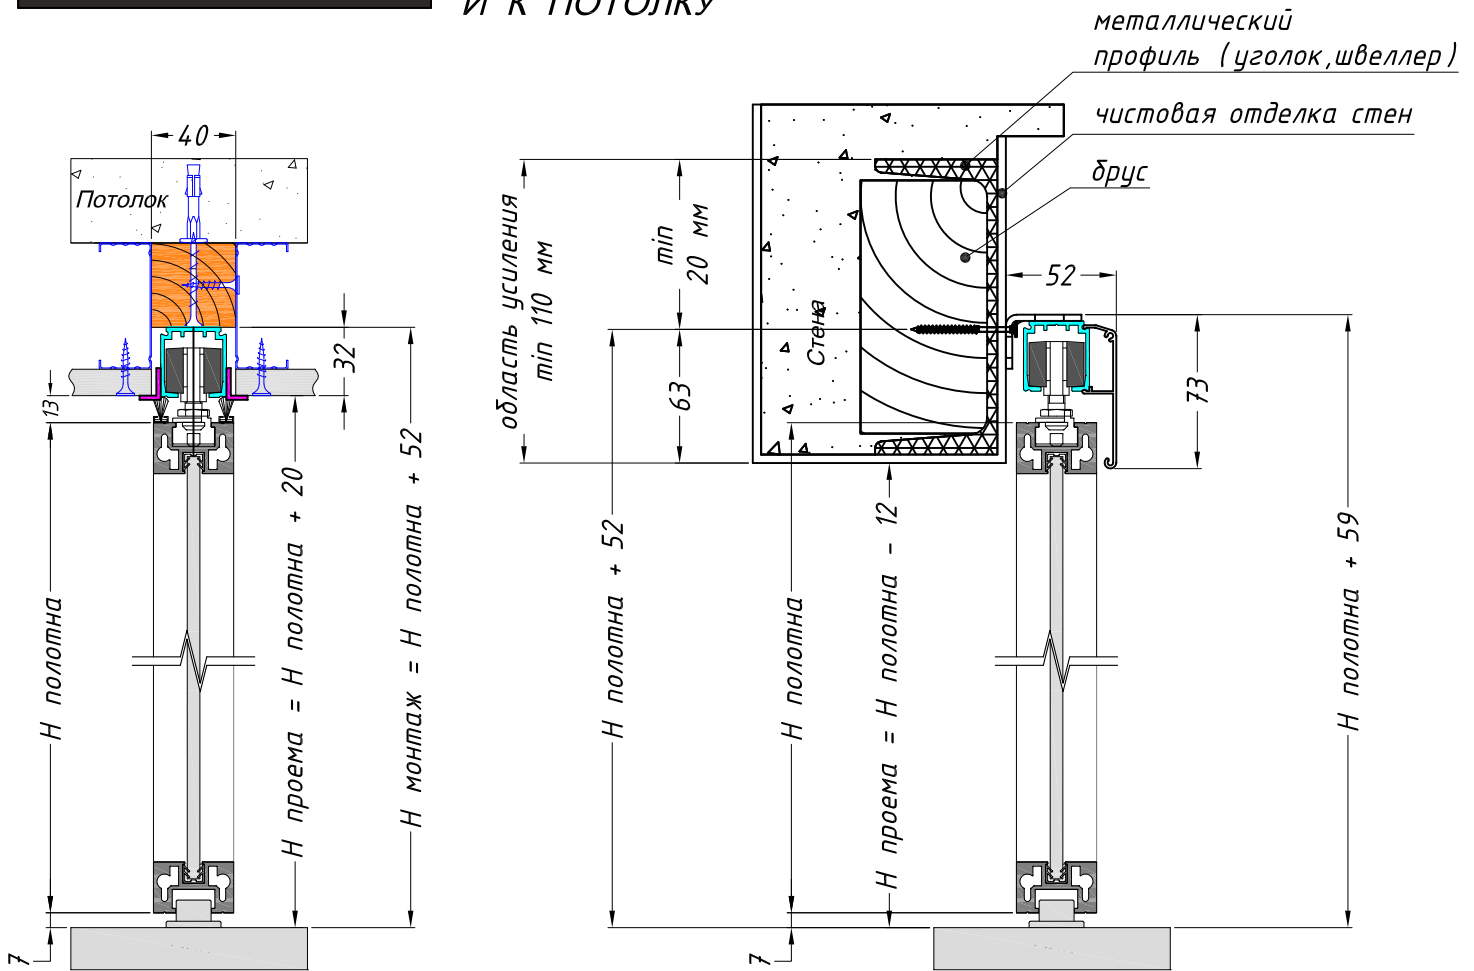 И К ПОТОЛКУ
металлический
профиль (уголок,швеллер)
чистовая отделка стен
брус
40
Потолок
32
13
H полотна
H проема = H полотна + 20
H монтаж = H полотна + 52
7
область усиления
min 110 мм
min
20 мм
63
Стена
52
73
H полотна + 52
H полотна
H проема = H полотна - 12
H полотна + 59
7